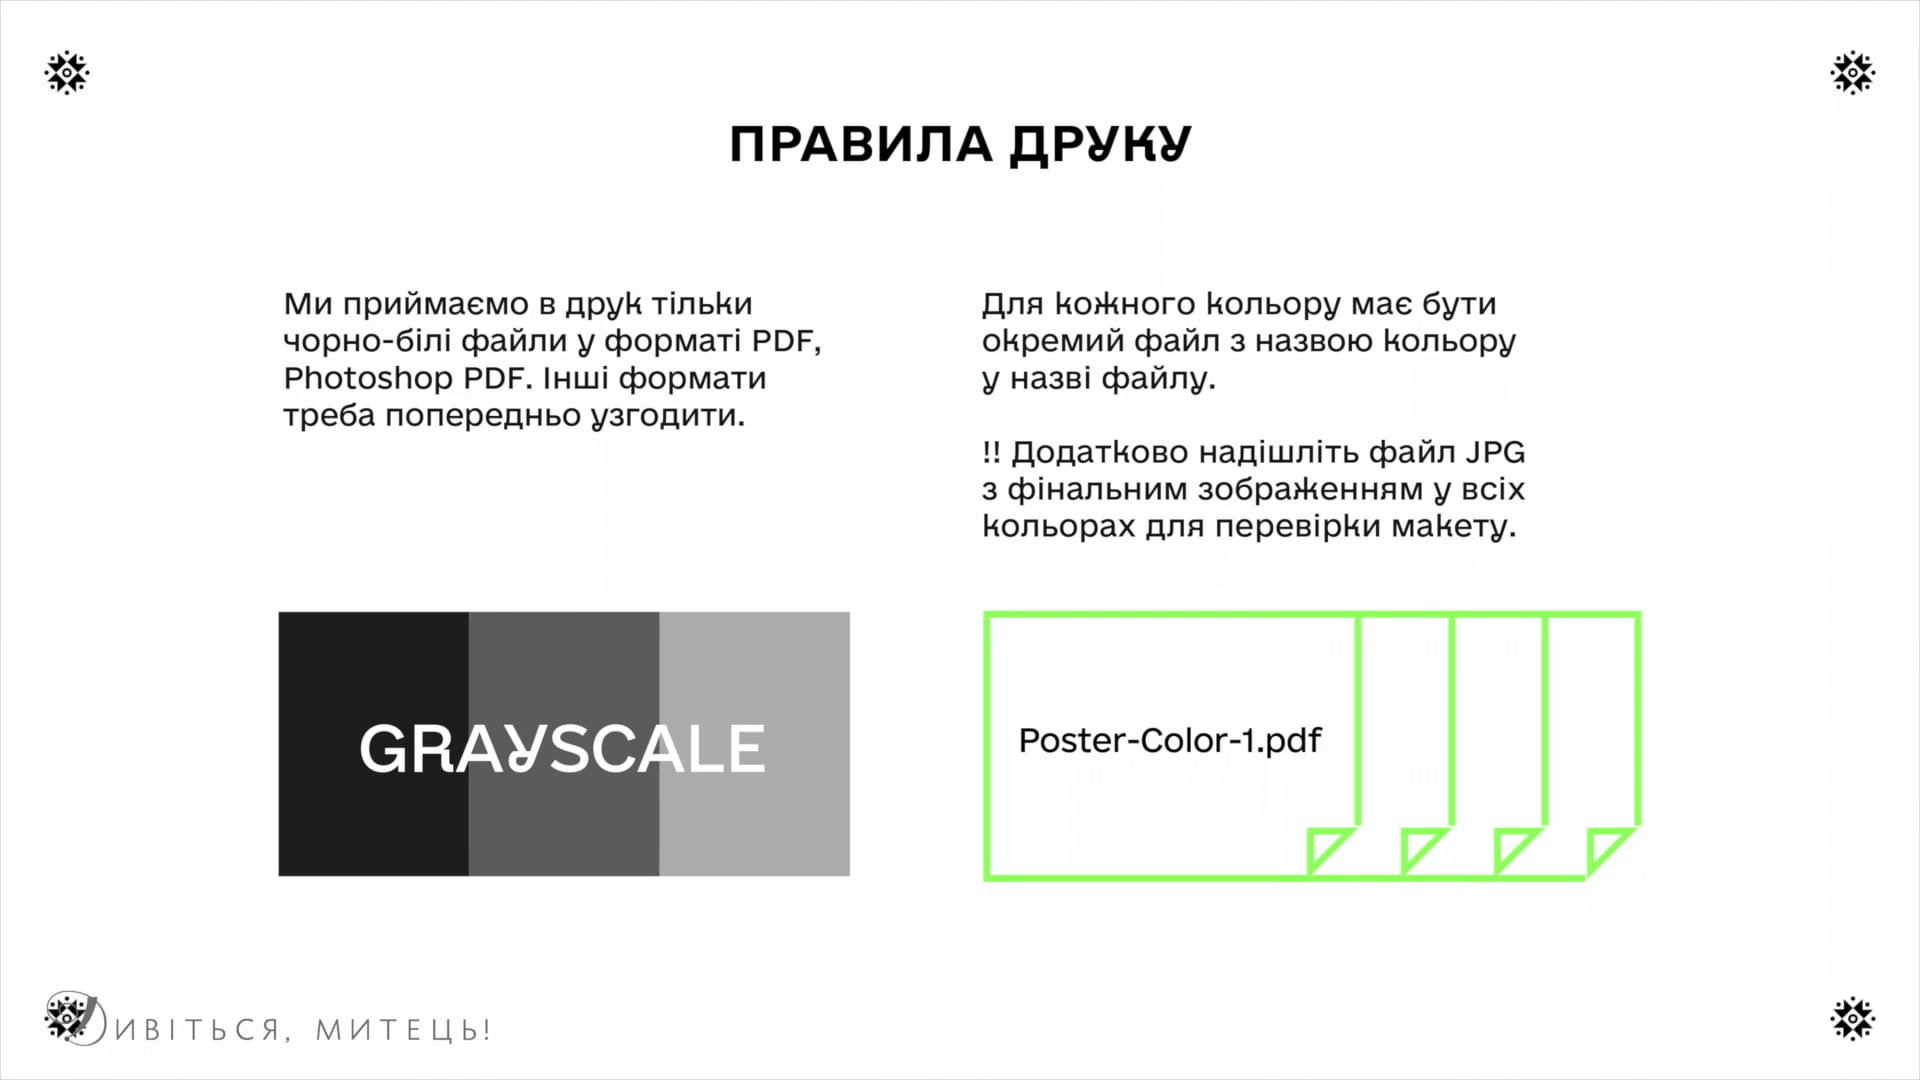 ПРАВИЛА ДРУКУ
Ми приймаємо в друк тільки
чорно-білі файли у форматі PDF,
Photoshop PDF. Інші формати
треба попередньо узгодити.
Для кожного кольору має бути
окремий файл з назвою кольору
у назві файлу.
!! Додатково надішліть файл JPG
з фінальним зображенням у всіх
кольорах для перевірки макету.
GRAYSCALE
Poster-Color-1.pdf
ДИВІТЬСЯ, МИТЕЦЬ!